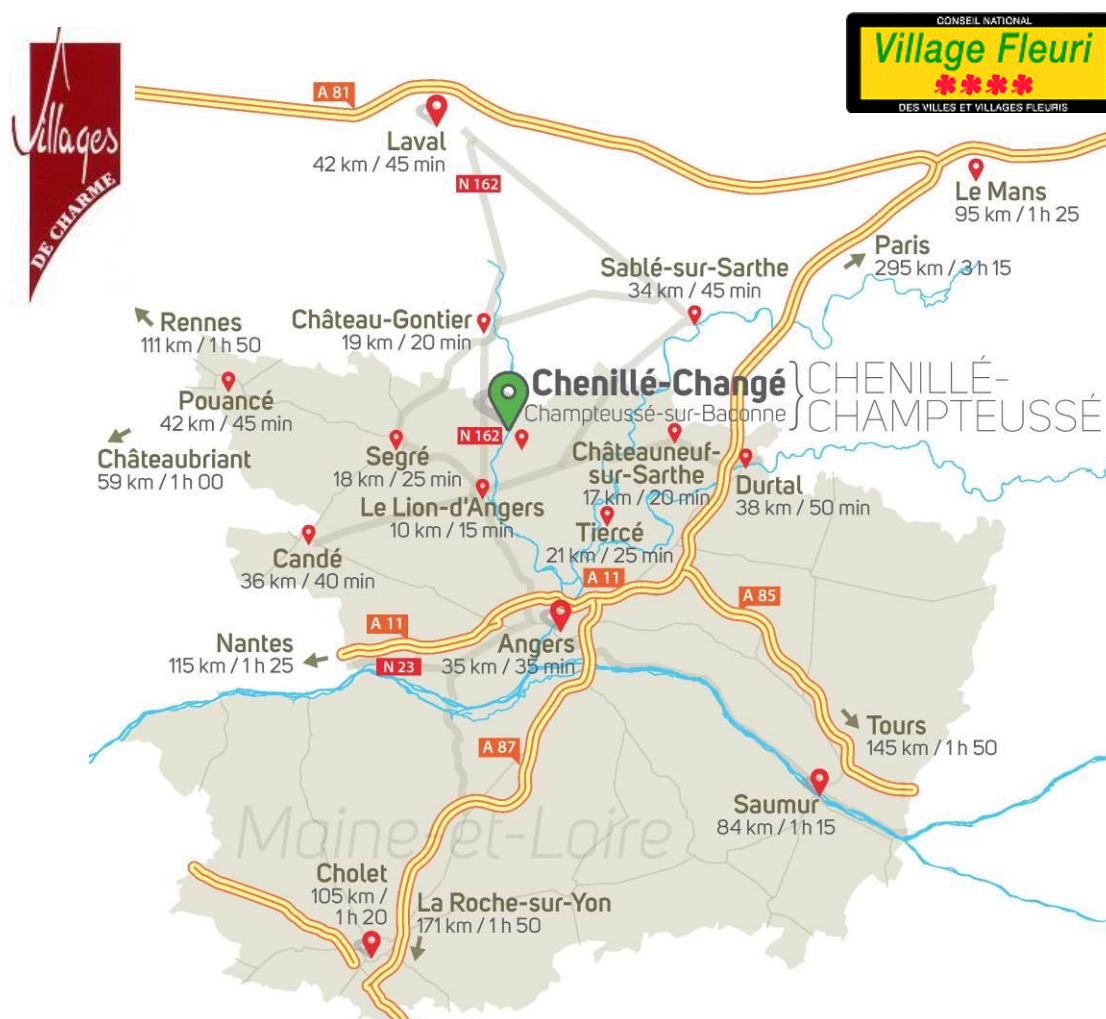 Villages
DE CHARME
CONSEIL NATIONAL
Village Fleuri
DES VILLES ET VILLAGES FLEURIS
A 81
Laval
42 km / 45 min
N 162
Le Mans
95 km / 1 h 25
Paris
295 km / 3 h 15
Sablé-sur-Sarthe
34 km / 45 min
Château-Gontier
19 km / 20 min
Rennes
111 km / 1 h 50
Pouancé
42 km / 45 min
Châteaubriant
59 km / 1 h 00
Chenillé-Changé
Champteussé-sur-Baconne
CHENILLÉ-
CHAMPTEUSSÉ
N 162
Segré
18 km / 25 min
Châteauneuf-
sur-Sarthe
17 km / 20 min
Durtal
38 km / 50 min
Le Lion-d'Angers
10 km / 15 min
Tiercé
21 km / 25 min
Candé
36 km / 40 min
A 11
A 85
A 11
Angers
35 km / 35 min
Nantes
115 km / 1 h 25
N 23
Tours
145 km / 1 h 50
A 87
Saumur
84 km / 1 h 15
Maine-et-Loire
Cholet
105 km /
1 h 20
La Roche-sur-Yon
171 km / 1 h 50